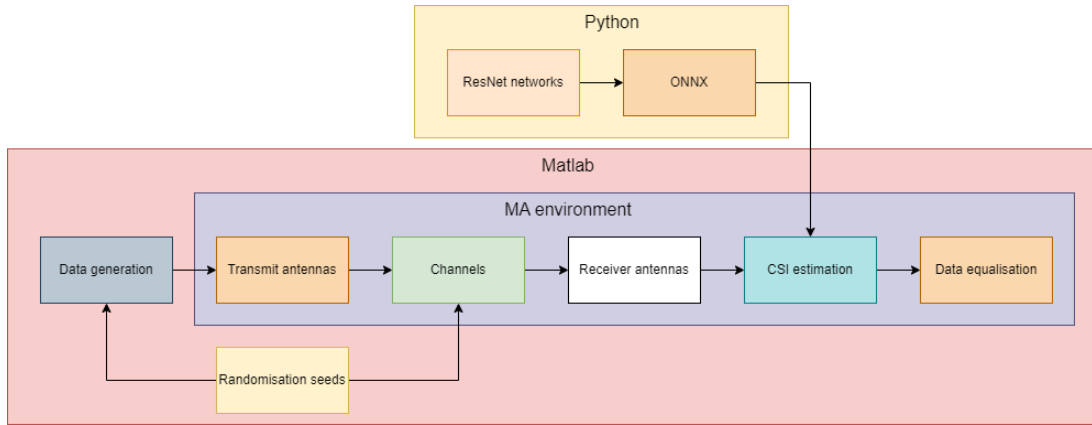 Python
ResNet networks
ONNX
Matlab
MA environment
Data generation
Transmit antennas
Channels
Receiver antennas
CSI estimation
Data equalisation
Randomisation seeds